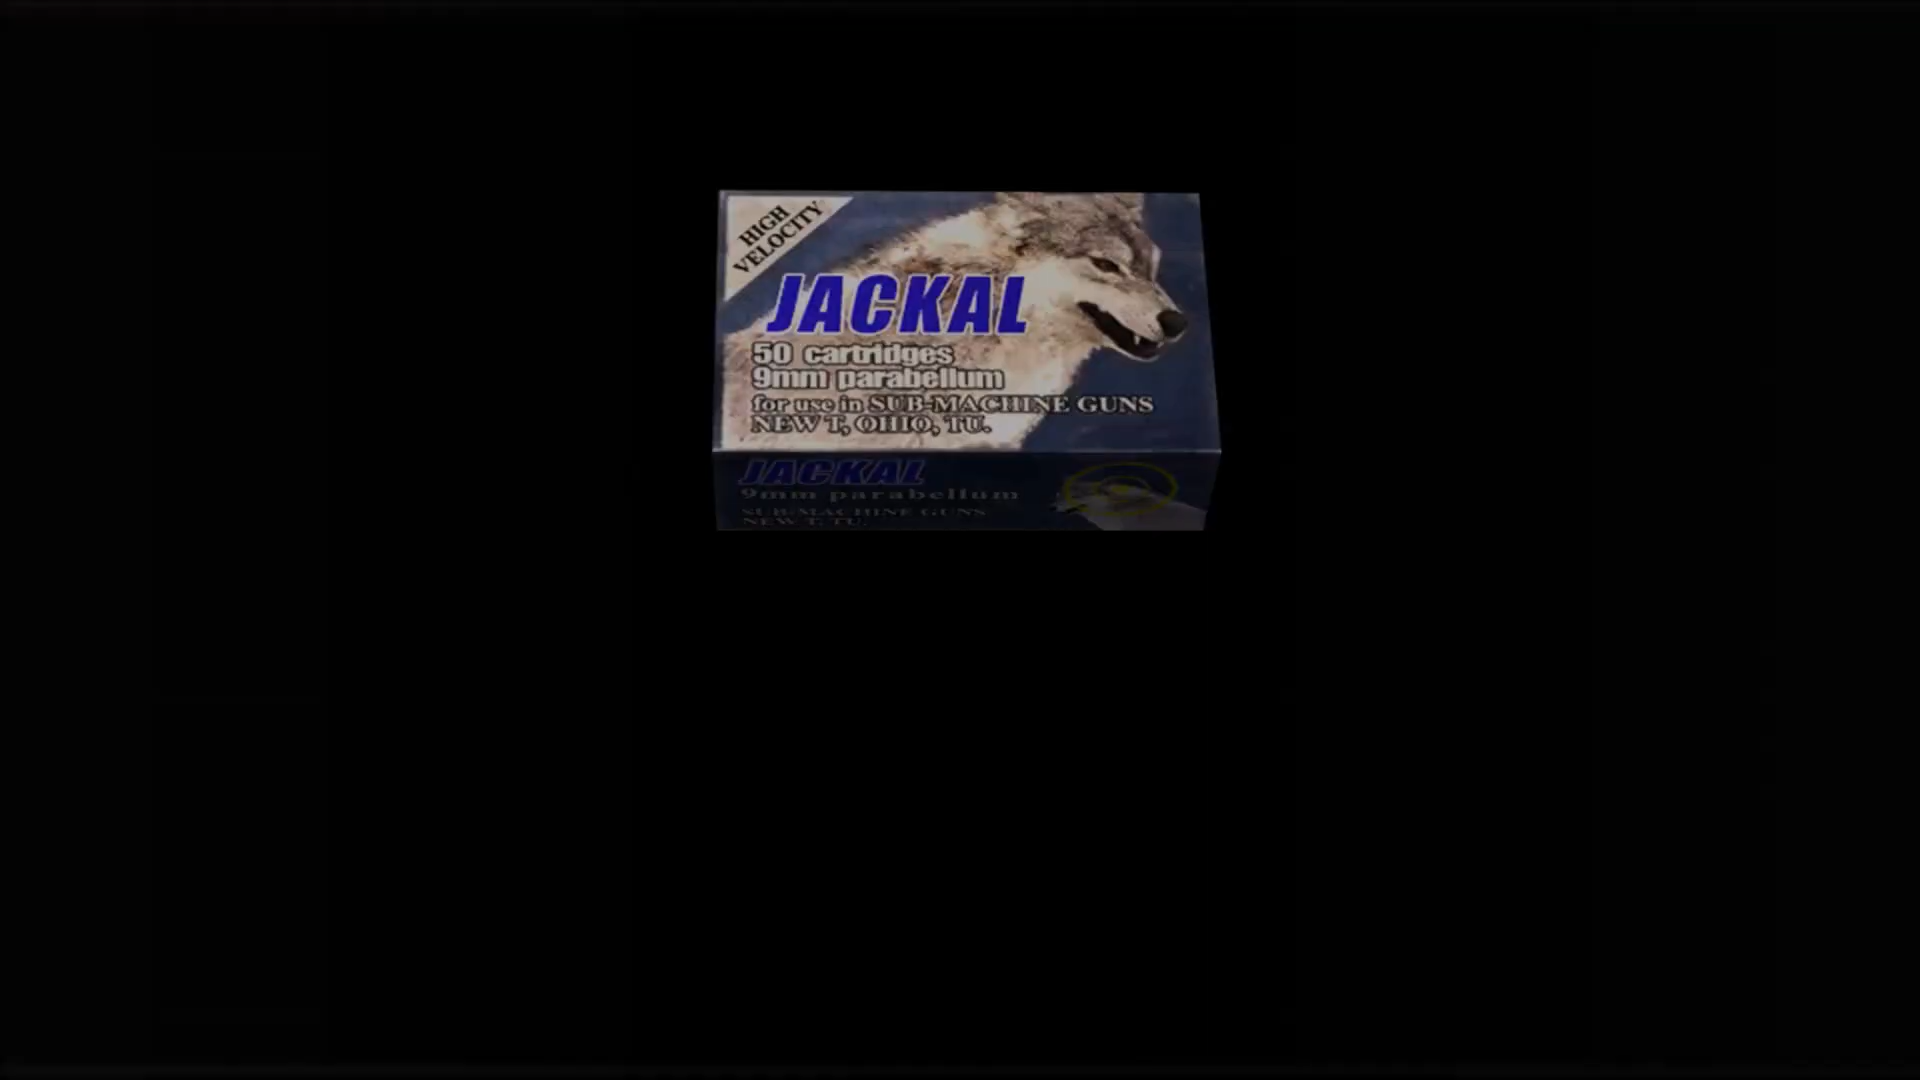 HIGH
VELOCITY
JACKAL
50 cartridges
9mm parabellum
for use in SUB-MACHINE GUNS
NEW T, OHIO, TU.
JACKAL
9mm parabellum
SUB-MACHINE GUNS
NEW T. TU.